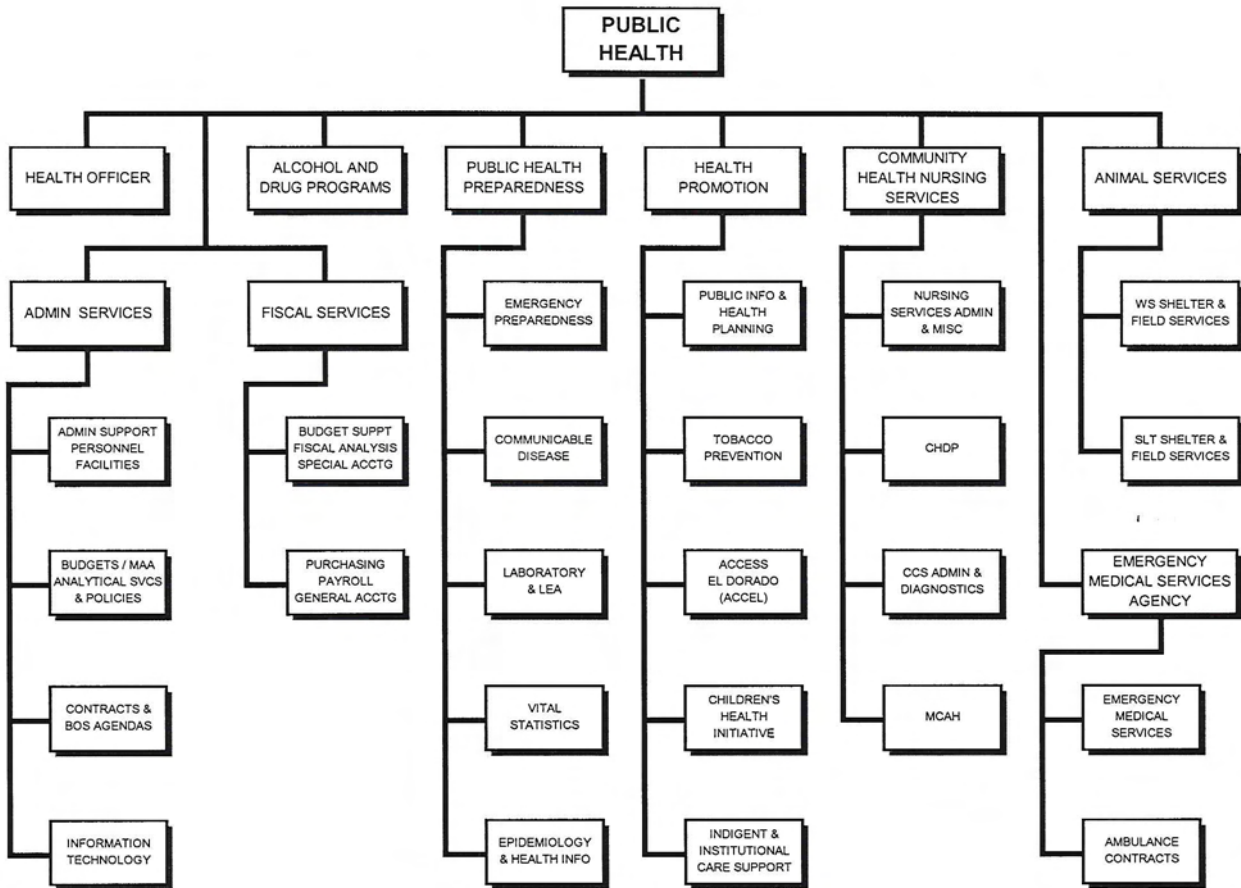 PUBLIC
HEALTH
HEALTH OFFICER
ALCOHOL AND
DRUG PROGRAMS
PUBLIC HEALTH
PREPAREDNESS
HEALTH
PROMOTION
COMMUNITY
HEALTH NURSING
SERVICES
ANIMAL SERVICES
ADMIN SERVICES
FISCAL SERVICES
EMERGENCY
PREPAREDNESS
PUBLIC INFO &
HEALTH
PLANNING
NURSING
SERVICES ADMIN
& MISC
WS SHELTER &
FIELD SERVICES
ADMIN SUPPORT
PERSONNEL
FACILITIES
BUDGET SUPPT
FISCAL ANALYSIS
SPECIAL ACCTG
COMMUNICABLE
DISEASE
TOBACCO
PREVENTION
CHDP
SLT SHELTER &
FIELD SERVICES
BUDGETS / MAA
ANALYTICAL SVCS
& POLICIES
PURCHASING
PAYROLL
GENERAL ACCTG
LABORATORY
& LEA
ACCESS
EL DORADO
(ACCEL)
CCS ADMIN &
DIAGNOSTICS
EMERGENCY
MEDICAL SERVICES
AGENCY
CONTRACTS &
BOS AGENDAS
VITAL
STATISTICS
CHILDREN'S
HEALTH
INITIATIVE
MCAH
EMERGENCY
MEDICAL
SERVICES
INFORMATION
TECHNOLOGY
EPIDEMIOLOGY
& HEALTH INFO
INDIGENT &
INSTITUTIONAL
CARE SUPPORT
AMBULANCE
CONTRACTS